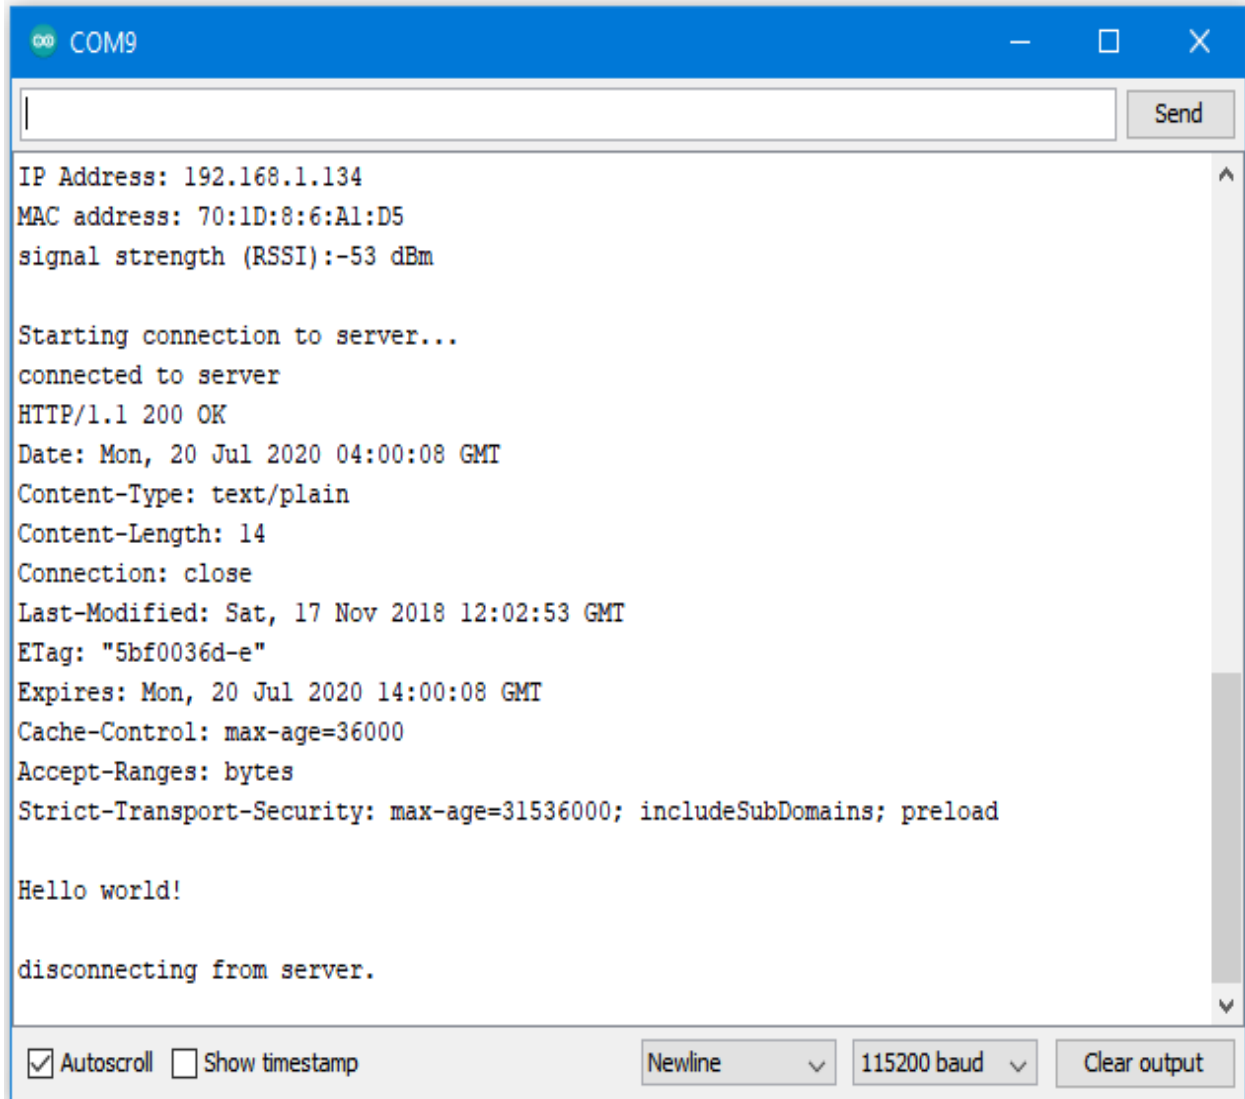 COM9
Send
IP Address: 192.168.1.134
MAC address: 70:1D:8:6:A1:D5
signal strength (RSSI):-53 dBm
Starting connection to server...
connected to server
HTTP/1.1 200 OK
Date: Mon, 20 Jul 2020 04:00:08 GMT
Content-Type: text/plain
Content-Length: 14
Connection: close
Last-Modified: Sat, 17 Nov 2018 12:02:53 GMT
ETag: "5bf0036d-e"
Expires: Mon, 20 Jul 2020 14:00:08 GMT
Cache-Control: max-age=36000
Accept-Ranges: bytes
Strict-Transport-Security: max-age=31536000; includeSubDomains; preload
Hello world!
disconnecting from server.
Autoscroll Show timestamp Newline 115200 baud Clear output